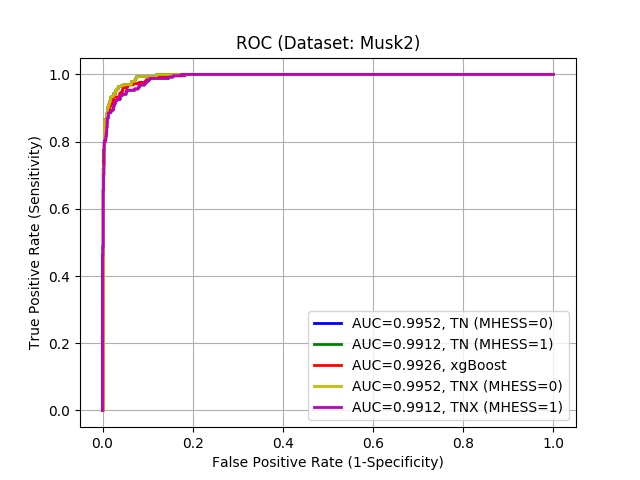 ROC (Dataset: Musk2)
True Positive Rate (Sensitivity)
1.0
0.8
0.6
0.4
0.2
0.0
AUC=0.9952, TN (MHESS=0)
AUC=0.9912, TN (MHESS=1)
AUC=0.9926, xgBoost
AUC=0.9952, TNX (MHESS=0)
AUC=0.9912, TNX (MHESS=1)
0.0 0.2 0.4 0.6 0.8 1.0
False Positive Rate (1-Specificity)